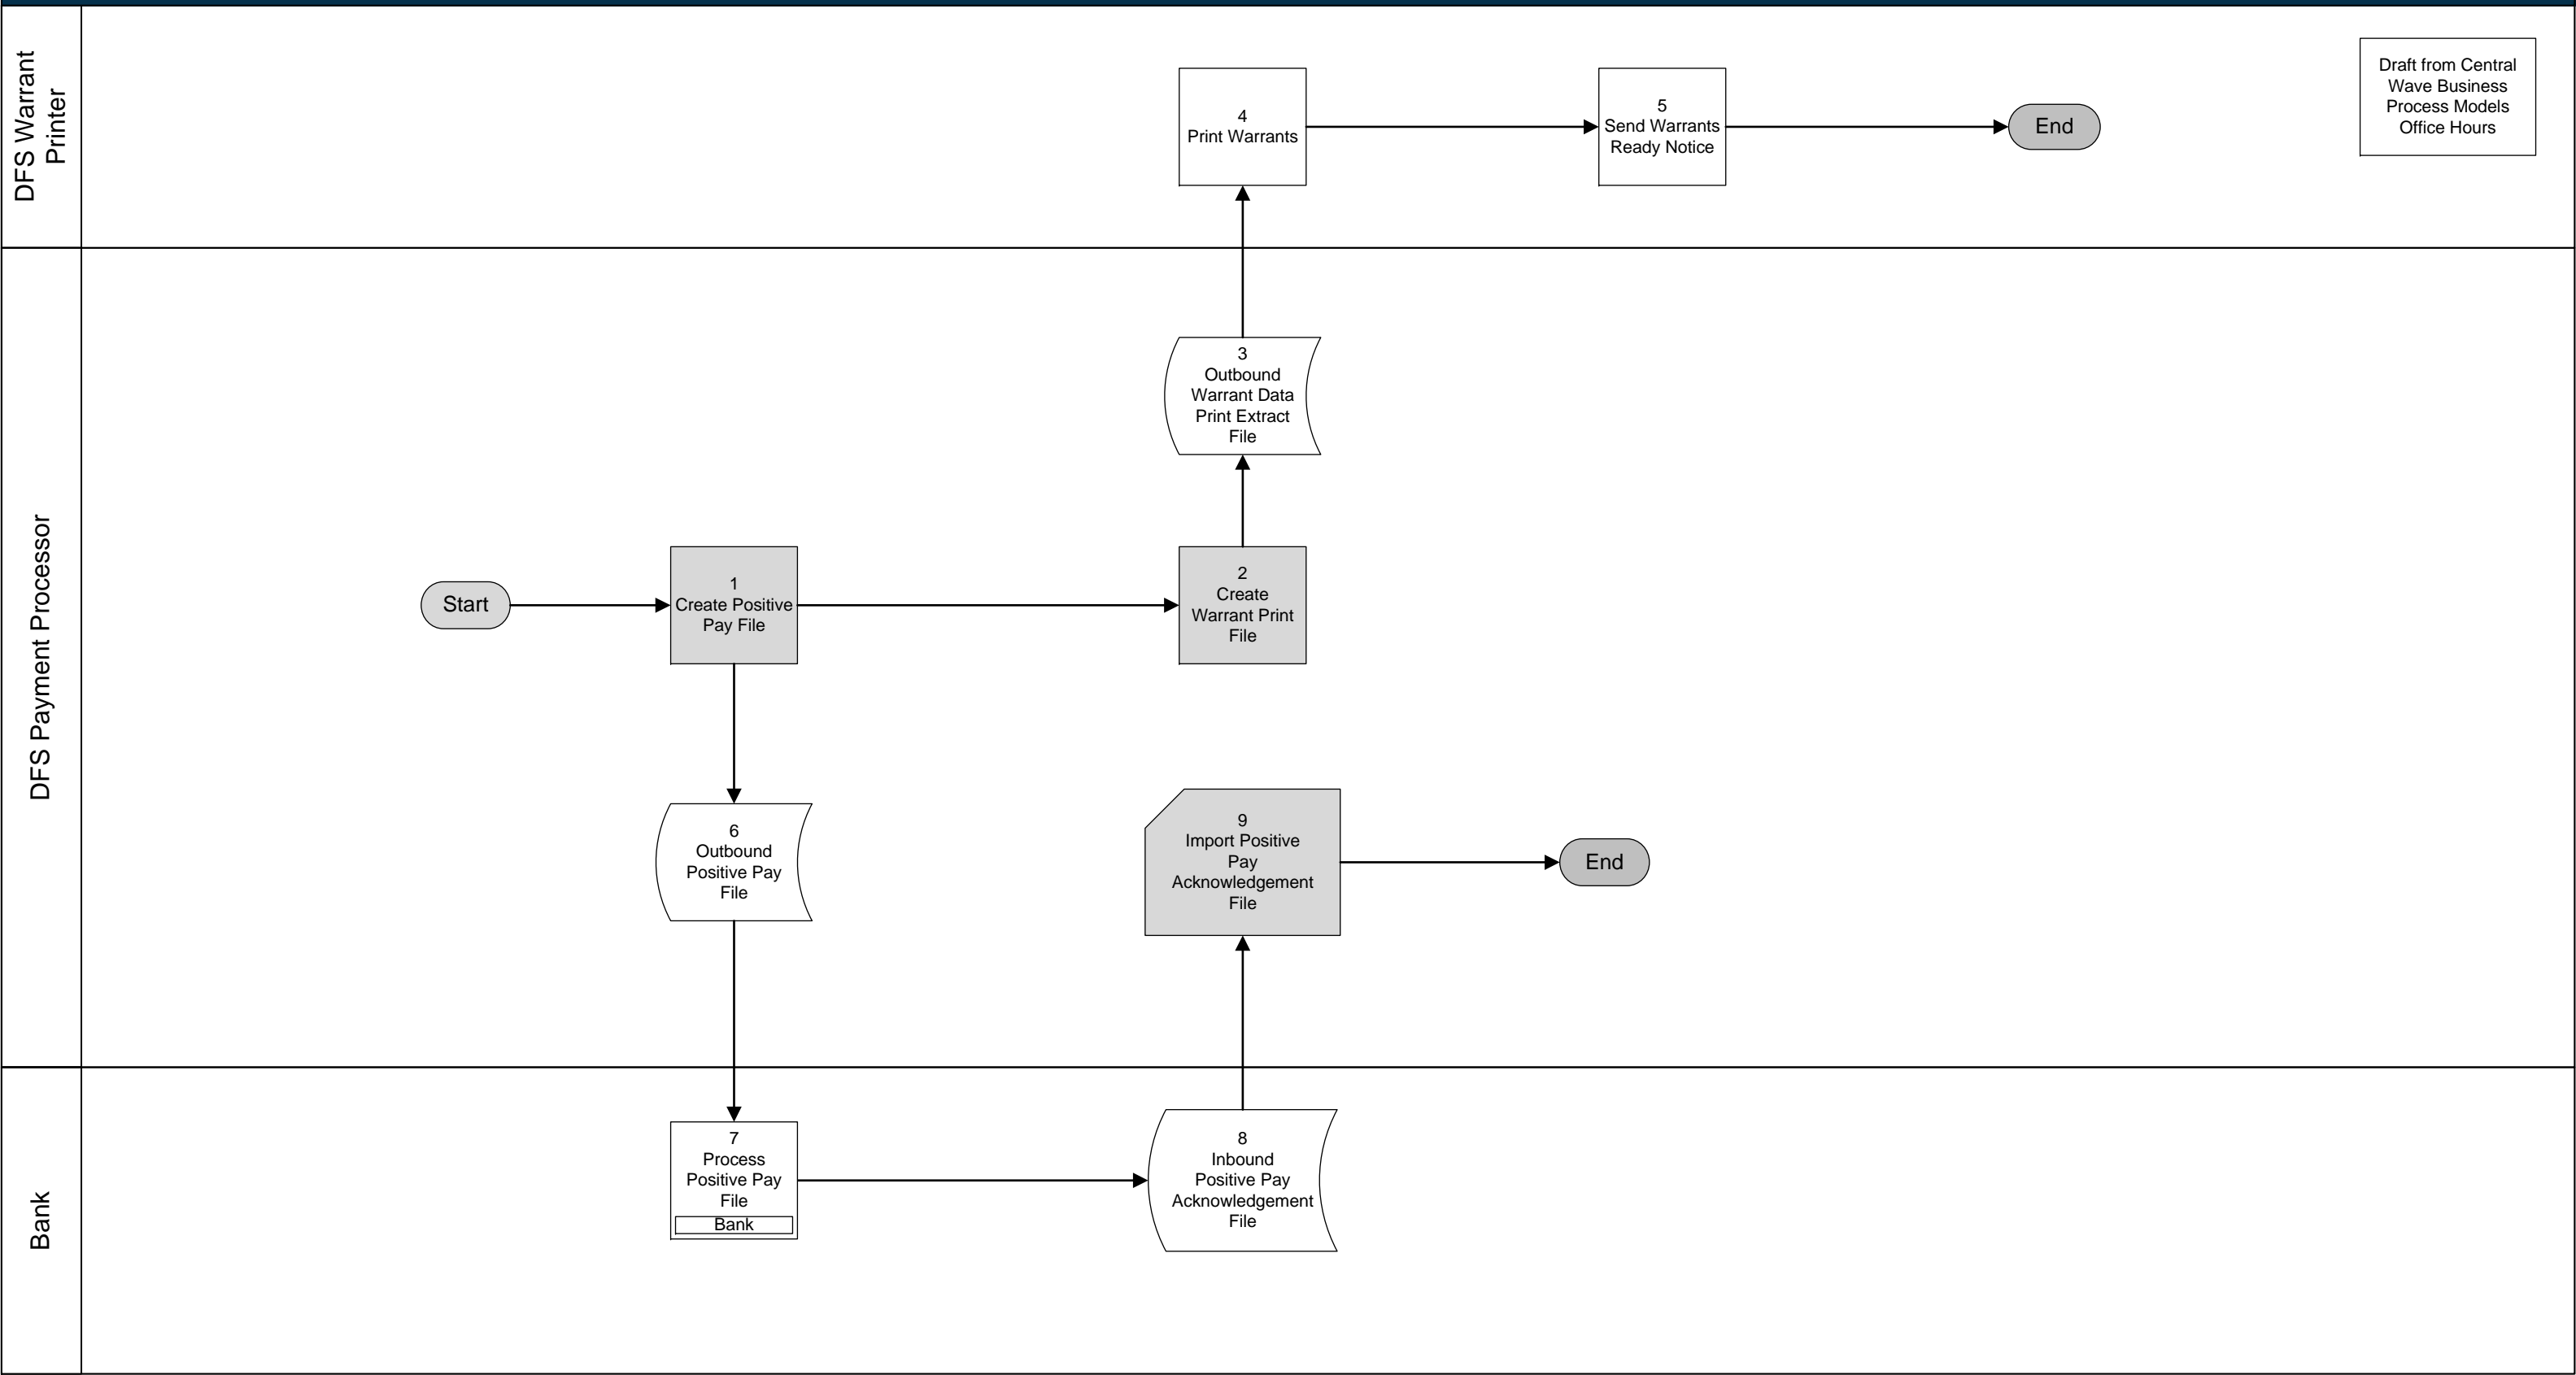 DFS Warrant
Printer
4
Print Warrants
5
Send Warrants
Ready Notice
End
Draft from Central
Wave Business
Process Models
Office Hours
DFS Payment Processor
3
Outbound
Warrant Data
Print Extract
File
Start
1
Create Positive
Pay File
2
Create
Warrant Print
File
6
Outbound
Positive Pay
File
9
Import Positive
Pay
Acknowledgement
File
End
Bank
7
Process
Positive Pay
File
Bank
8
Inbound
Positive Pay
Acknowledgement
File